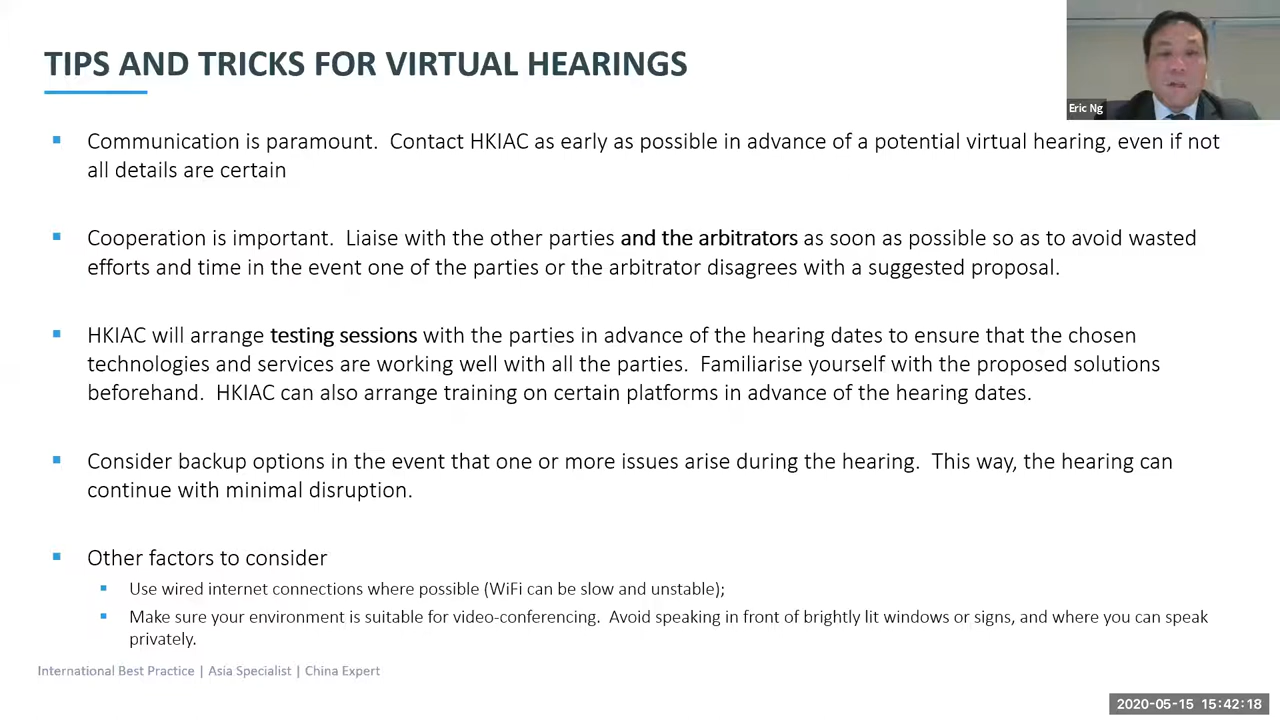 TIPS AND TRICKS FOR VIRTUAL HEARINGS
Eric Ng
Communication is paramount.  Contact HKIAC as early as possible in advance of a potential virtual hearing, even if not
all details are certain
Cooperation is important.  Liaise with the other parties and the arbitrators as soon as possible so as to avoid wasted
efforts and time in the event one of the parties or the arbitrator disagrees with a suggested proposal.
HKIAC will arrange testing sessions with the parties in advance of the hearing dates to ensure that the chosen
technologies and services are working well with all the parties.  Familiarise yourself with the proposed solutions
beforehand.  HKIAC can also arrange training on certain platforms in advance of the hearing dates.
Consider backup options in the event that one or more issues arise during the hearing.  This way, the hearing can
continue with minimal disruption.
Other factors to consider
Use wired internet connections where possible (WiFi can be slow and unstable);
Make sure your environment is suitable for video-conferencing.  Avoid speaking in front of brightly lit windows or signs, and where you can speak
privately.
International Best Practice | Asia Specialist | China Expert
2020-05-15 15:42:18